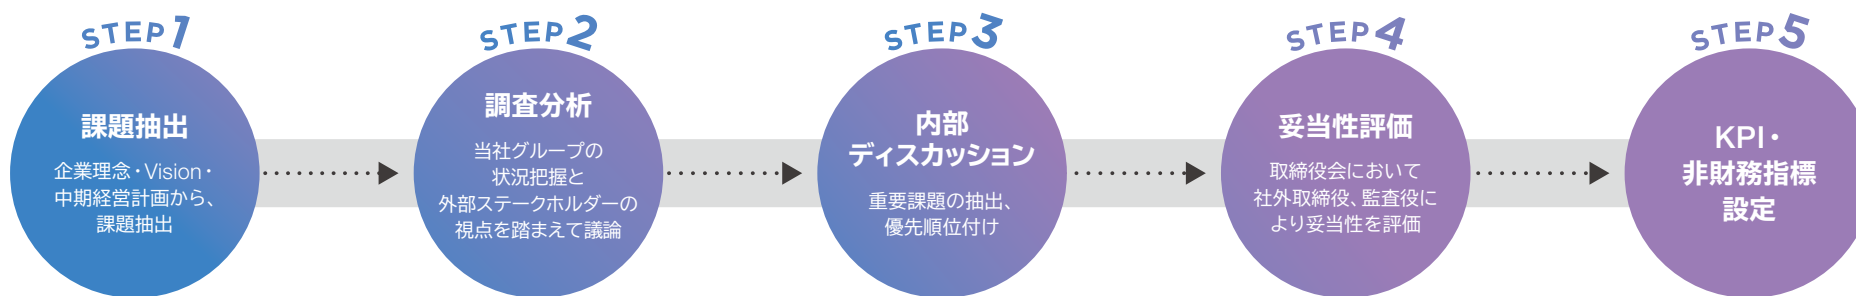 STEP1
課題抽出
企業理念・Vision・
中期経営計画から、
課題抽出
STEP2
調査分析
当社グループの
状況把握と
外部ステークホルダーの
視点を踏まえて議論
STEP3
内部
ディスカッション
重要課題の抽出、
優先順位付け
STEP4
妥当性評価
取締役会において
社外取締役、監査役に
より妥当性を評価
STEP5
KPI・
非財務指標
設定